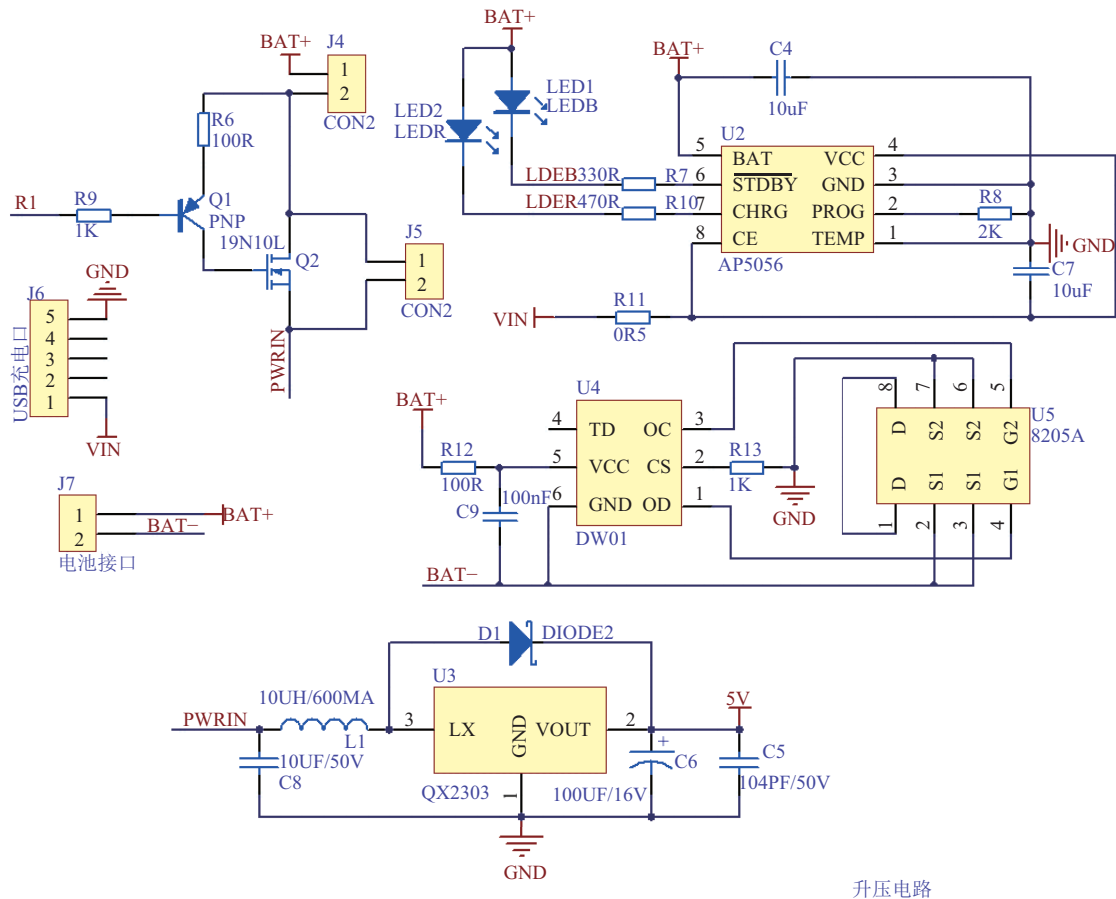 BAT+
J4
1
2
CON2
R6
100R
R1
R9
1K
Q1
PNP
19N10L
Q2
J5
1
2
CON2
PWRIN
GND
J6
5
4
3
2
1
USB充电口
VIN
J7
1
2
BAT+
BAT−
电池接口
BAT+
LED1
LEDB
LED2
LEDR
LDEB
330R
R7
LDER
470R
R10
BAT+
C4
10uF
U2
5
BAT
VCC
4
6
STDBY
GND
3
7
CHRG
PROG
2
8
CE
TEMP
1
AP5056
R8
2K
GND
C7
10uF
VIN
R11
0R5
BAT+
R12
100R
100nF
C9
BAT−
U4
4
TD
OC
3
5
VCC
CS
2
6
GND
OD
1
DW01
R13
1K
GND
8
7
6
5
D
S2
S2
G2
D
S1
S1
G1
1
2
3
4
U5
8205A
D1
DIODE2
U3
10UH/600MA
PWRIN
L1
10UF/50V
C8
3
LX
GND
VOUT
2
1
QX2303
5V
+
C6
100UF/16V
C5
104PF/50V
GND
升压电路